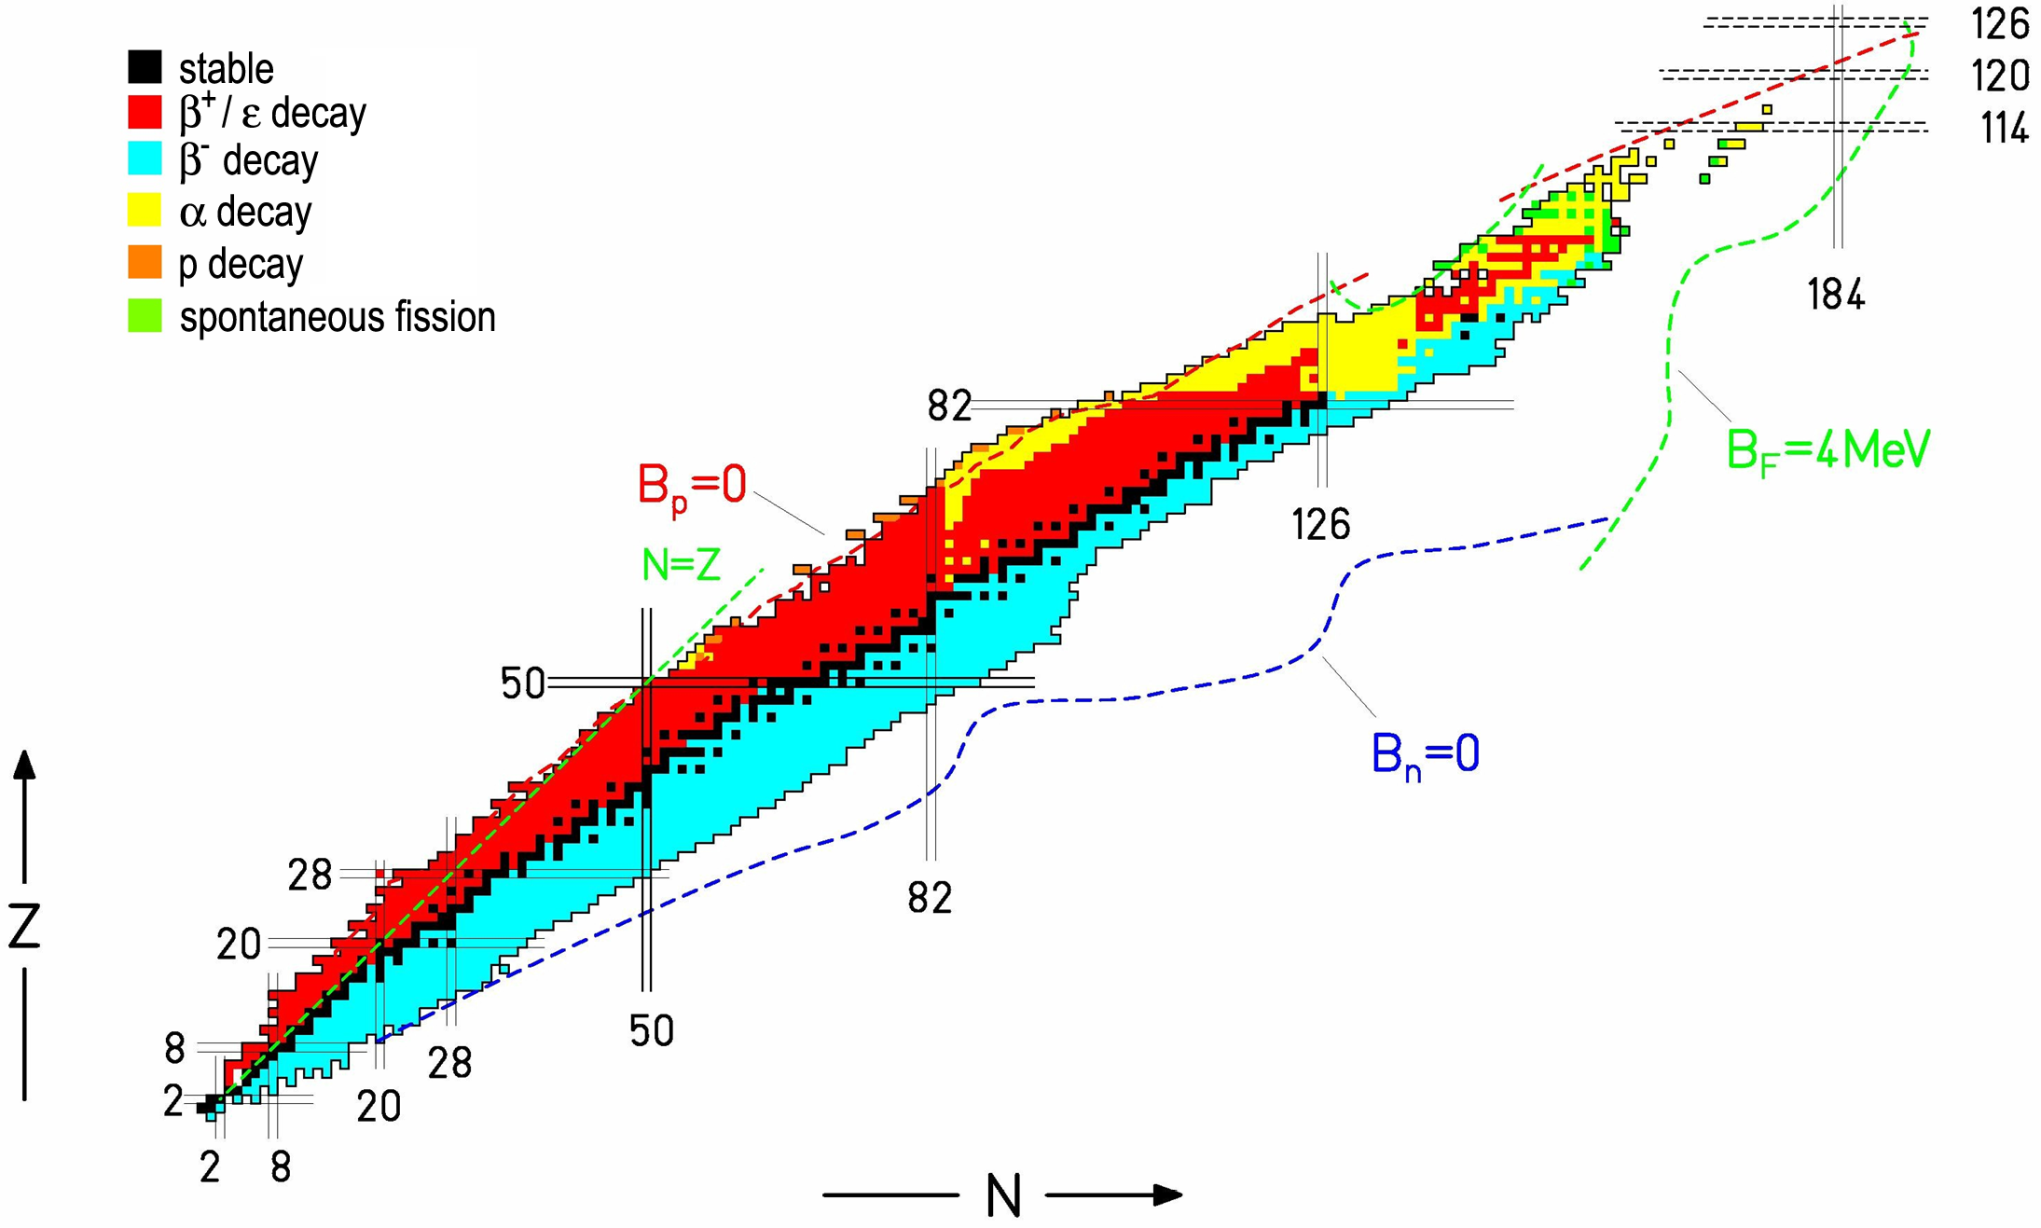 stable
β⁺/ ε decay
β⁻ decay
α decay
p decay
spontaneous fission
126
120
114
184
82
126
Bp=0
N=Z
BF=4MeV
50
Bn=0
28
82
20
50
8
28
2
20
2
8
Z
N